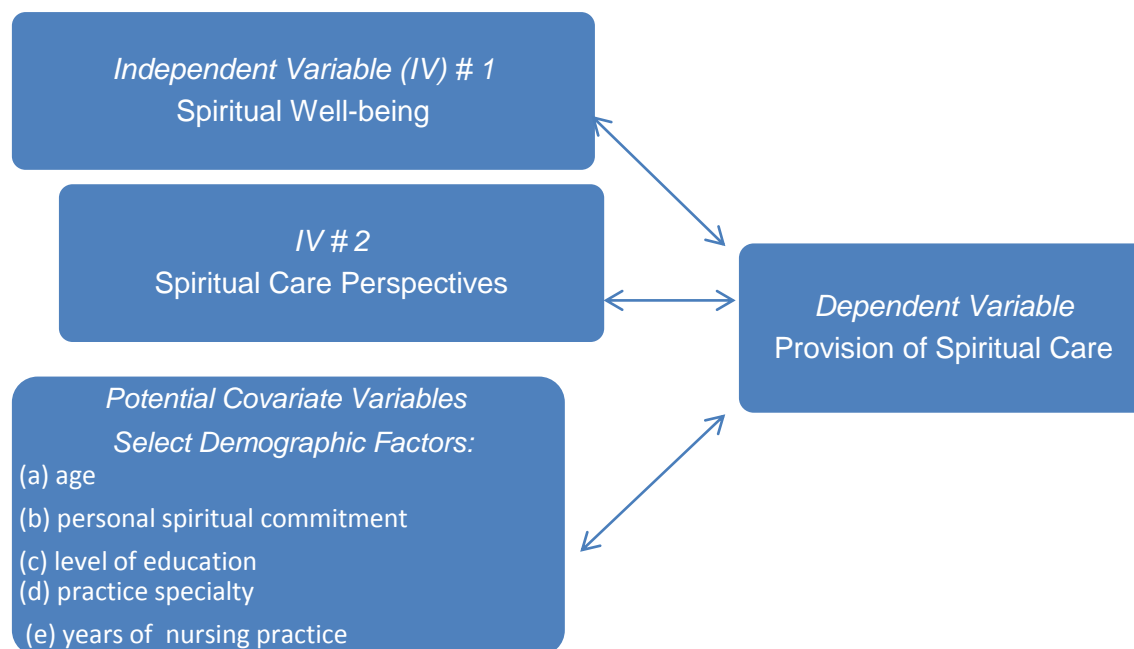 Independent Variable (IV) # 1
Spiritual Well-being
IV # 2
Spiritual Care Perspectives
Dependent Variable
Provision of Spiritual Care
Potential Covariate Variables
Select Demographic Factors:
(a) age
(b) personal spiritual commitment
(c) level of education
(d) practice specialty
(e) years of nursing practice